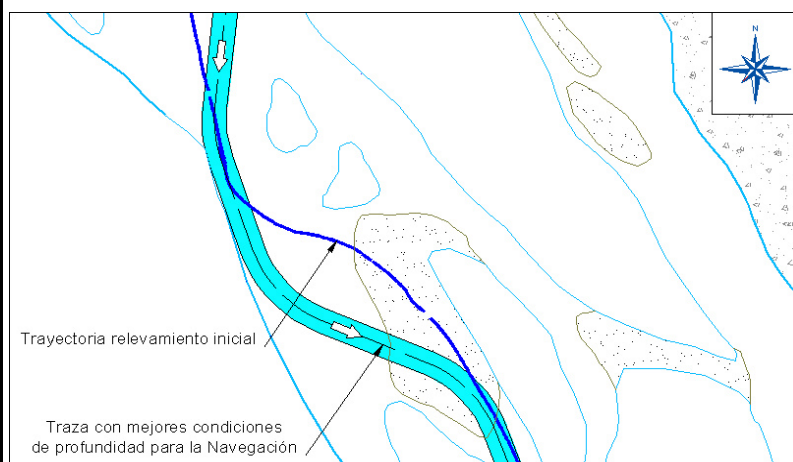 N
Trayectoria relevamiento inicial
Traza con mejores condiciones
de profundidad para la Navegación